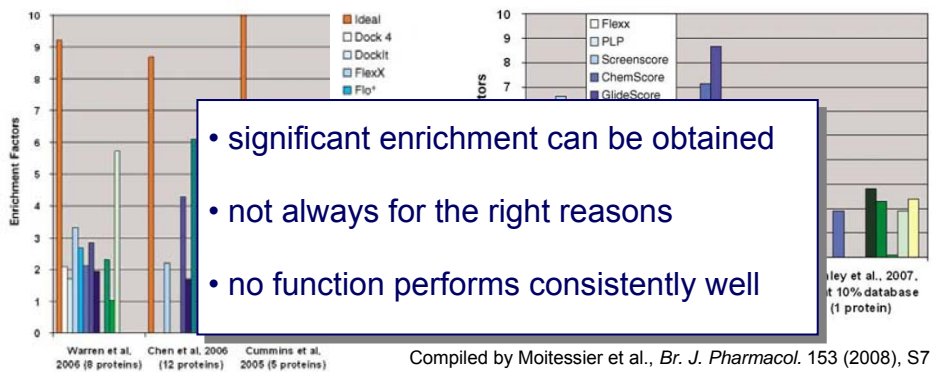 10
9
8
7
6
5
4
3
2
1
0
Enrichment Factors
Ideal
Dock 4
DockIt
FlexX
Flo⁺
Warren et al,
2006 (8 proteins)
Chen et al, 2006
(12 proteins)
Cummins et al,
2005 (5 proteins)
10
9
8
7
Flexx
PLP
Screenscore
ChemScore
GlideScore
• significant enrichment can be obtained
• not always for the right reasons
• no function performs consistently well
et al., 2007,
10% database
(1 protein)
Compiled by Moitessier et al., Br. J. Pharmacol. 153 (2008), S7